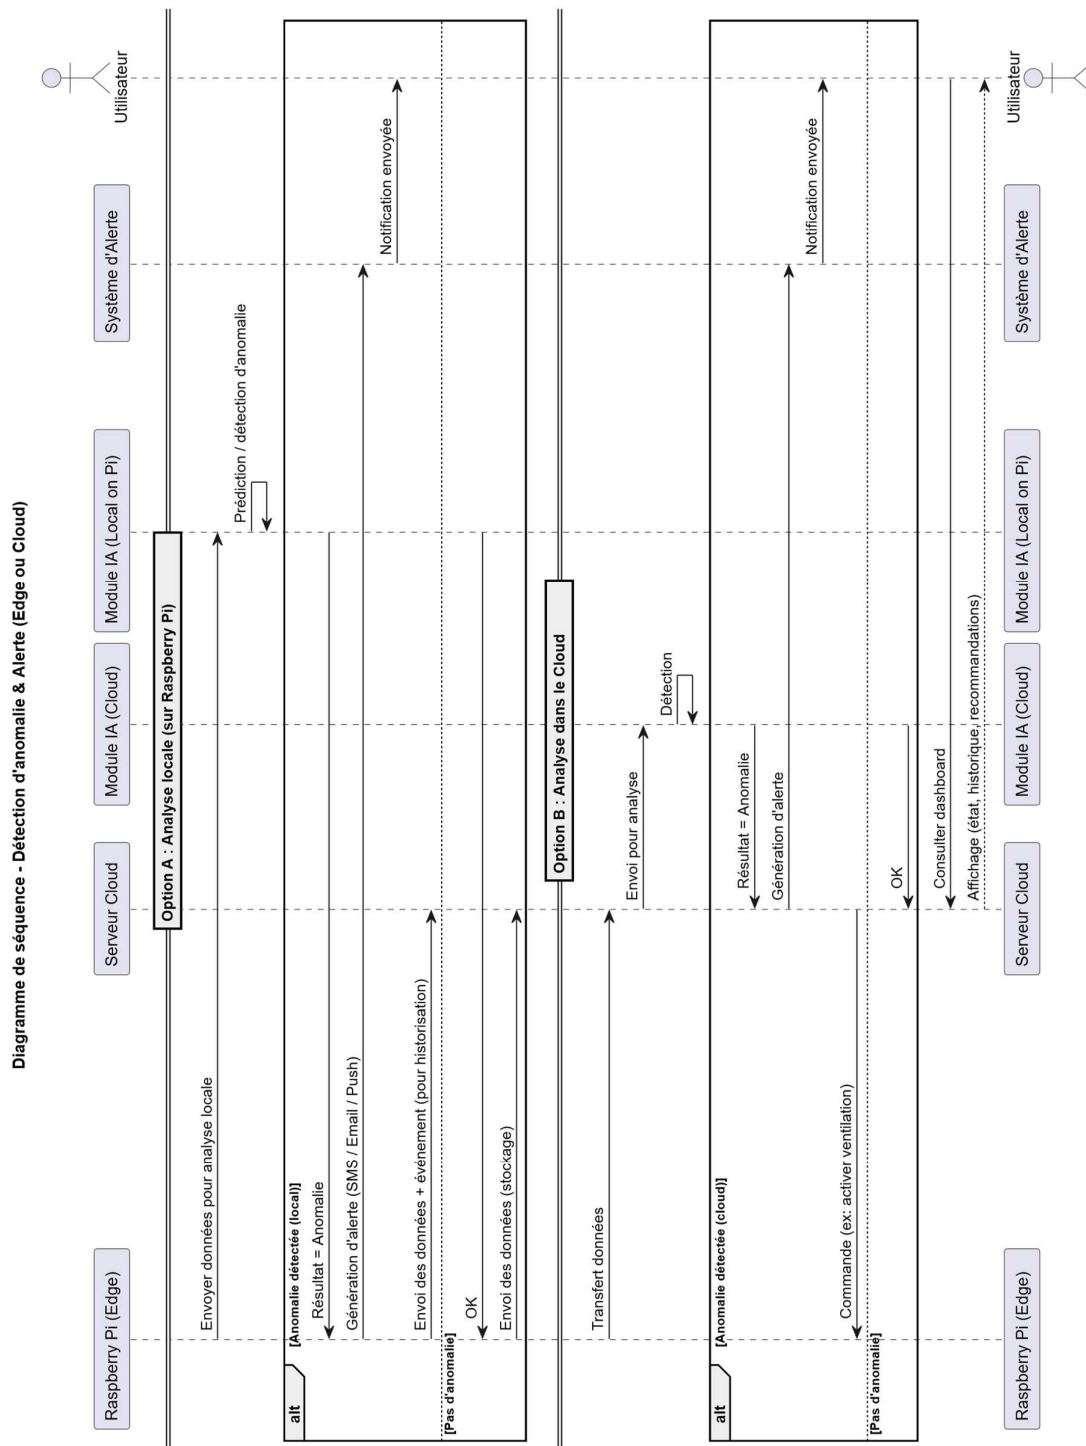 Diagramme de séquence - Détection d'anomalie & Alerte (Edge ou Cloud)
Raspberry Pi (Edge)
Serveur Cloud
Module IA (Cloud)
Module IA (Local on Pi)
Système d'Alerte
Utilisateur
Option A : Analyse locale (sur Raspberry Pi)
Envoyer données pour analyse locale
Prédiction / détection d'anomalie
alt
[Anomalie détectée (local)]
Résultat = Anomalie
Génération d'alerte (SMS / Email / Push)
Notification envoyée
Envoi des données + événement (pour historisation)
[Pas d'anomalie]
OK
Envoi des données (stockage)
Option B : Analyse dans le Cloud
Transfert données
Envoi pour analyse
Détection
alt
[Anomalie détectée (cloud)]
Résultat = Anomalie
Génération d'alerte
Notification envoyée
Commande (ex: activer ventilation)
[Pas d'anomalie]
OK
Consulter dashboard
Affichage (état, historique, recommandations)
Raspberry Pi (Edge)
Serveur Cloud
Module IA (Cloud)
Module IA (Local on Pi)
Système d'Alerte
Utilisateur